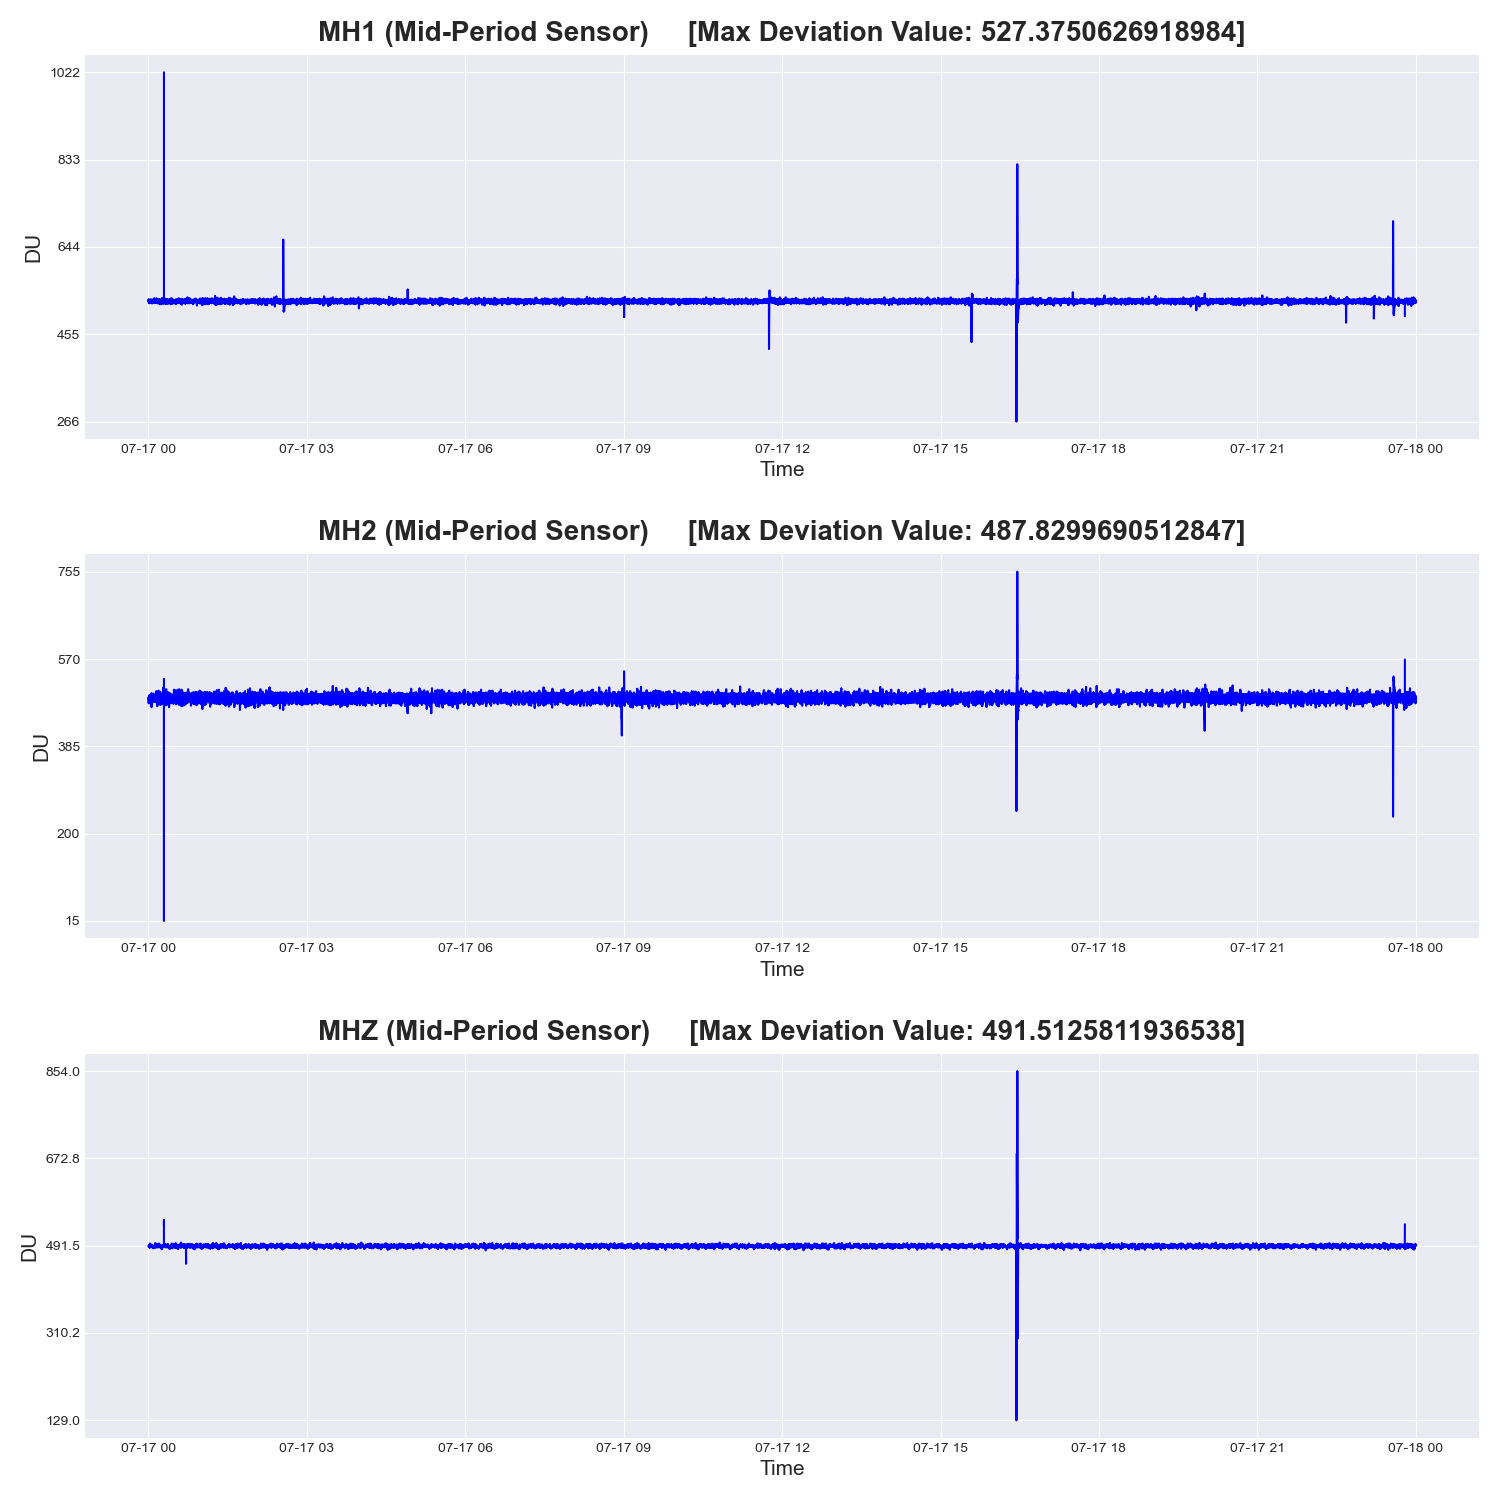 MH1 (Mid-Period Sensor) [Max Deviation Value: 527.3750626918984]
1022
833
644
455
266
DU
07-17 00 07-17 03 07-17 06 07-17 09 07-17 12 07-17 15 07-17 18 07-17 21 07-18 00
Time
MH2 (Mid-Period Sensor) [Max Deviation Value: 487.8299690512847]
755
570
385
200
15
DU
07-17 00 07-17 03 07-17 06 07-17 09 07-17 12 07-17 15 07-17 18 07-17 21 07-18 00
Time
MHZ (Mid-Period Sensor) [Max Deviation Value: 491.5125811936538]
854.0
672.8
491.5
310.2
129.0
DU
07-17 00 07-17 03 07-17 06 07-17 09 07-17 12 07-17 15 07-17 18 07-17 21 07-18 00
Time